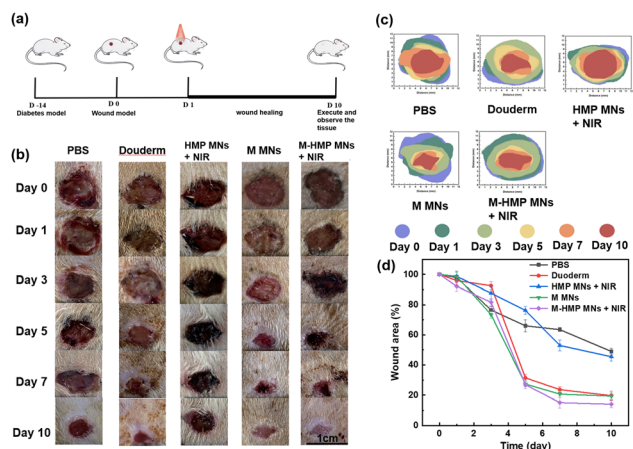 (a)
D -14
Diabetes model
D 0
Wound model
D 1
wound healing
D 10
Execute and
observe the
tissue
(b)
PBS
Douderm
HMP MNs
+ NIR
M MNs
M-HMP MNs
+ NIR
Day 0
Day 1
Day 3
Day 5
Day 7
Day 10
1cm
(c)
PBS
Douderm
HMP MNs
+ NIR
M MNs
M-HMP MNs
+ NIR
Day 0
Day 1
Day 3
Day 5
Day 7
Day 10
(d)
PBS
Duoderm
HMP MNs + NIR
M MNs
M-HMP MNs + NIR
Wound area (%)
100
80
60
40
20
0
0 2 4 6 8 10
Time (day)